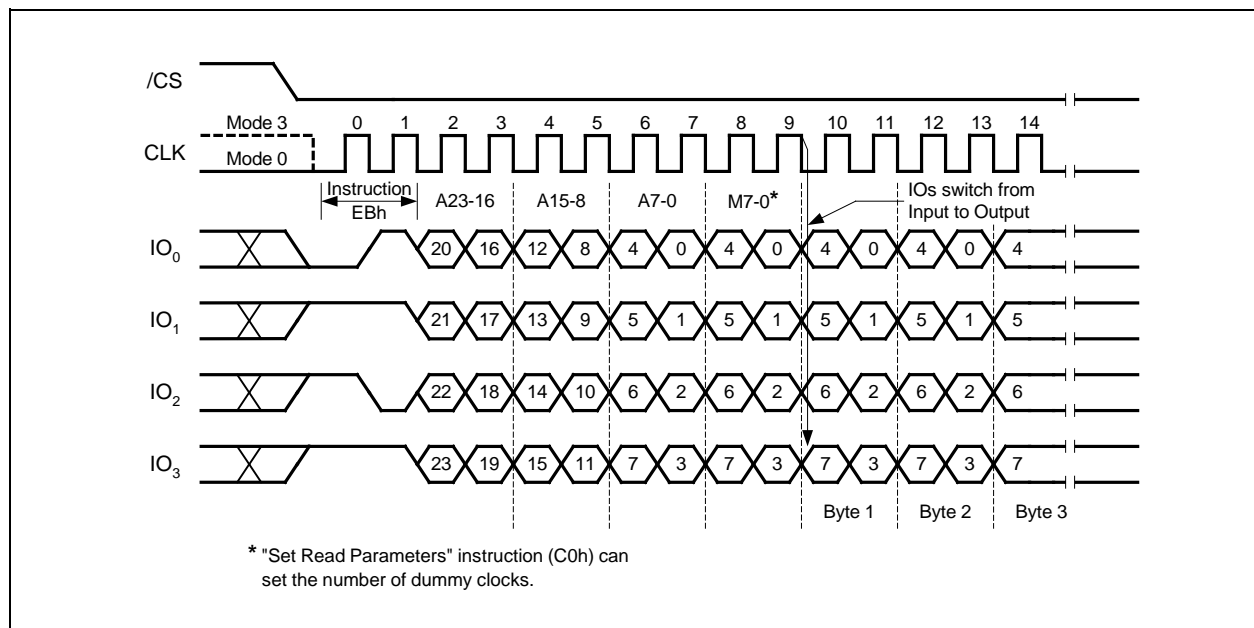 /CS
Mode 3 0 1 2 3 4 5 6 7 8 9 10 11 12 13 14
CLK
Mode 0
Instruction
EBh
A23-16 A15-8 A7-0 M7-0*
IOs switch from
Input to Output
IO0 20 16 12 8 4 0 4 0 4 0 4 0 4
IO1 21 17 13 9 5 1 5 1 5 1 5 1 5
IO2 22 18 14 10 6 2 6 2 6 2 6 2 6
IO3 23 19 15 11 7 3 7 3 7 3 7 3 7
Byte 1 Byte 2 Byte 3
* "Set Read Parameters" instruction (C0h) can
set the number of dummy clocks.